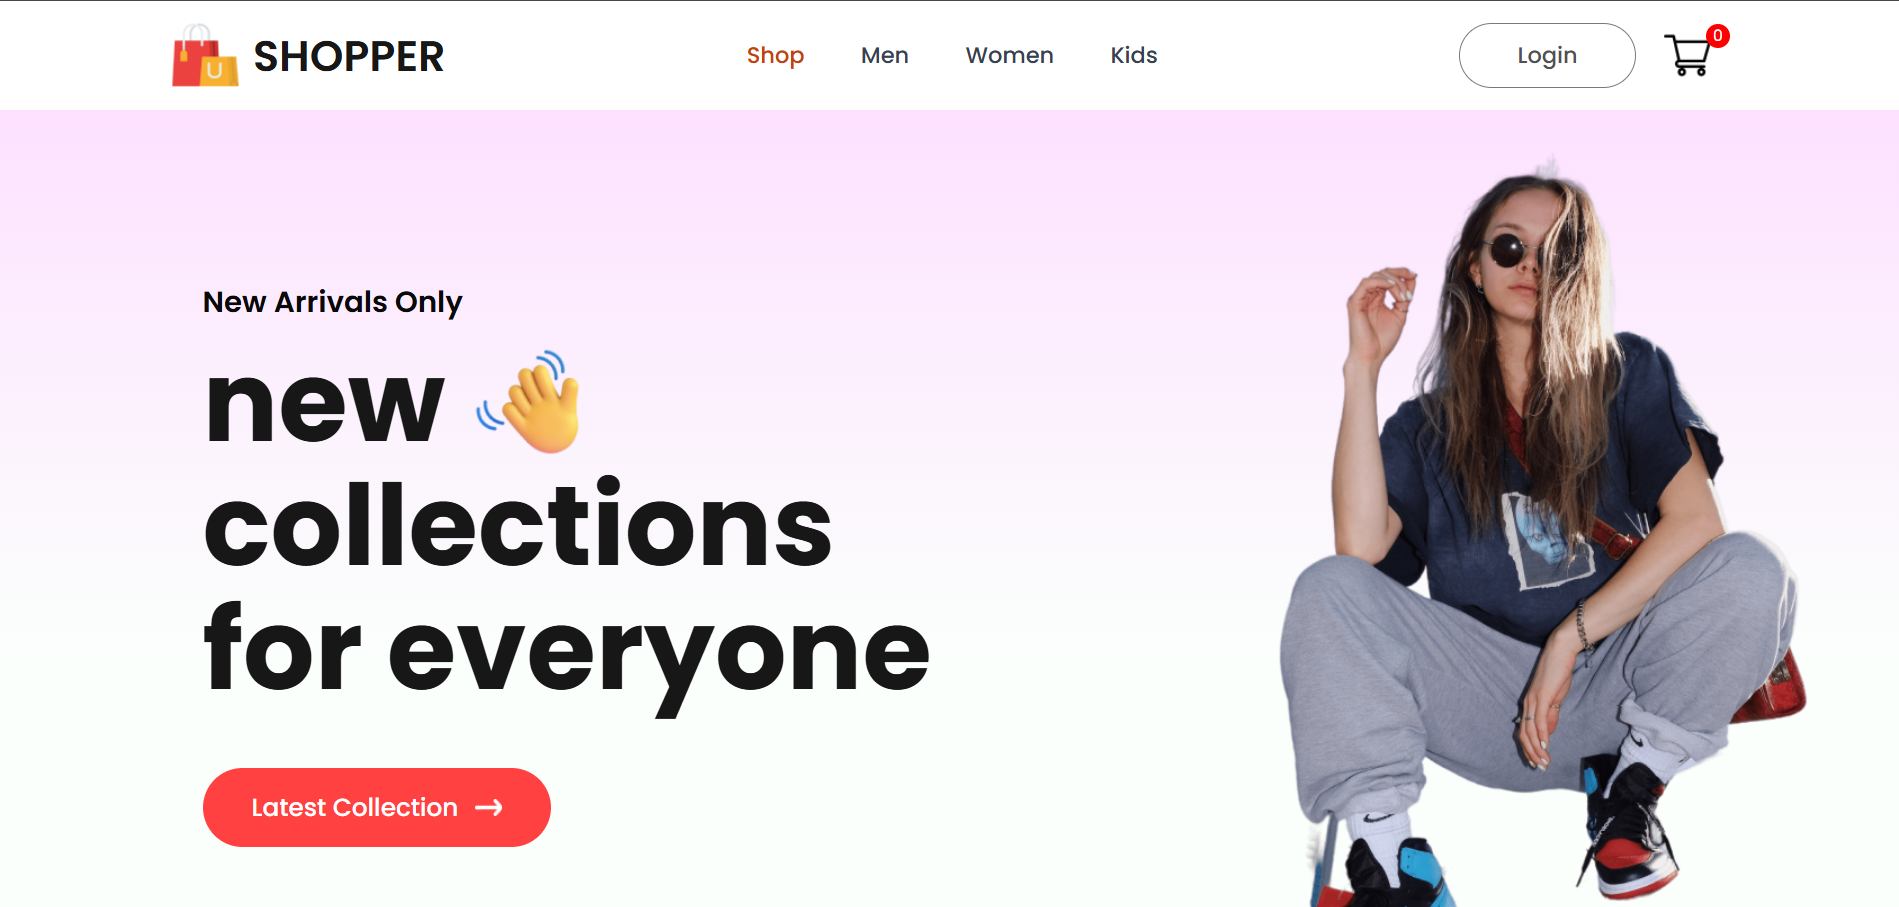 U
SHOPPER
Shop
Men
Women
Kids
Login
0
New Arrivals Only
new
collections
for everyone
Latest Collection →